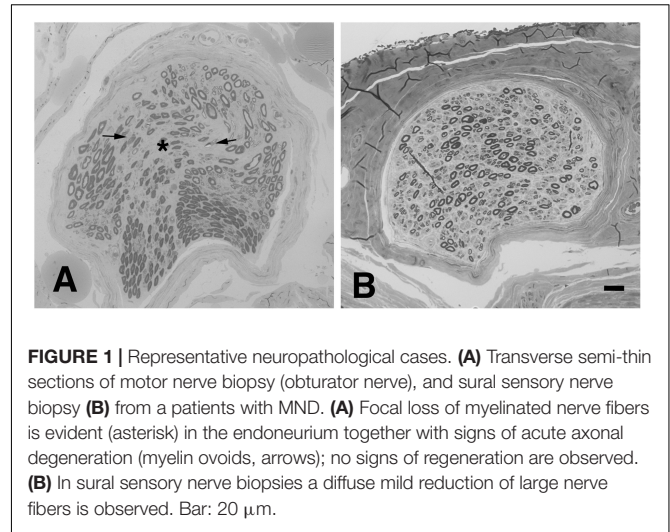 A
*
B
FIGURE 1 | Representative neuropathological cases. (A) Transverse semi-thin
sections of motor nerve biopsy (obturator nerve), and sural sensory nerve
biopsy (B) from a patients with MND. (A) Focal loss of myelinated nerve fibers
is evident (asterisk) in the endoneurium together with signs of acute axonal
degeneration (myelin ovoids, arrows); no signs of regeneration are observed.
(B) In sural sensory nerve biopsies a diffuse mild reduction of large nerve
fibers is observed. Bar: 20 μm.